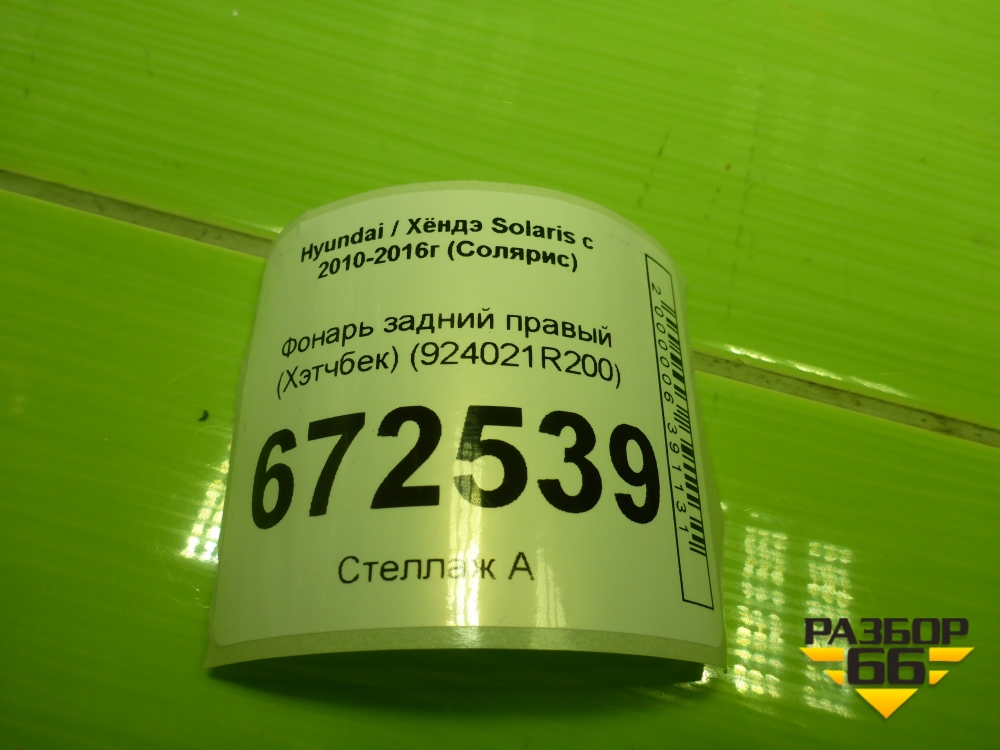 Hyundai / Хёндэ Solaris с
2010-2016г (Солярис)
Фонарь задний правый
(Хэтчбек) (924021R200)
672539
Стеллаж А
2000006391131
РАЗБОР
66